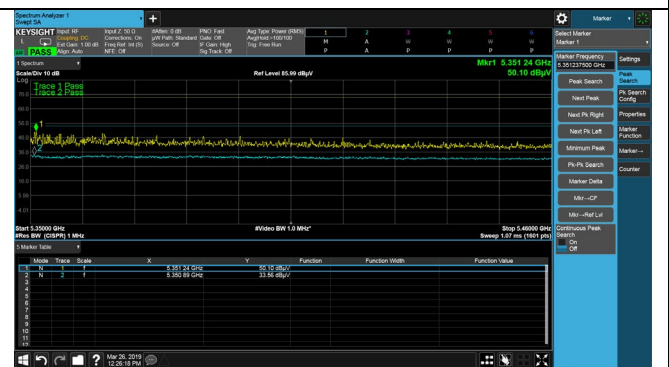 Spectrum Analyzer 1
Swept SA
Marker
KEYSIGHT Input: RF Input Z: 50 Ω #Atten: 0 dB PNO: Fast Avg Type: Power (RMS) 1 2 3 4 5 6
Coupling: DC Corrections: On µW Path: Standard Gate: Off Avg|Hold:>100/100 M A W W W W
Ext Gain: 1.00 dB Freq Ref: Int (S) Source: Off IF Gain: High Trig: Free Run
PASS Align: Auto NFE: Off Sig Track: Off P A P P P P
Select Marker
Marker 1
1 Spectrum
Scale/Div 10 dB
Ref Level 85.99 dBµV
Mkr1 5.351 24 GHz
50.10 dBµV
Log
Trace 1 Pass
Trace 2 Pass
Start 5.35000 GHz
#Video BW 1.0 MHz*
Stop 5.46000 GHz
#Res BW (CISPR) 1 MHz
Sweep 1.07 ms (1601 pts)
5 Marker Table
Mode Trace Scale X Y Function Function Width Function Value
1 N 1 f 5.351 24 GHz 50.10 dBµV
2 N 2 f 5.350 89 GHz 33.56 dBµV
3
4
5
6
7
8
9
10
11
12
Marker Frequency
5.351237500 GHz
Peak Search
Next Peak
Next Pk Right
Next Pk Left
Minimum Peak
Pk-Pk Search
Marker Delta
Mkr→CF
Mkr→Ref Lvl
Continuous Peak
Search
On
Off
Settings
Peak
Search
Pk Search
Config
Properties
Marker
Function
Marker→
Counter
Mar 26, 2019
12:26:18 PM